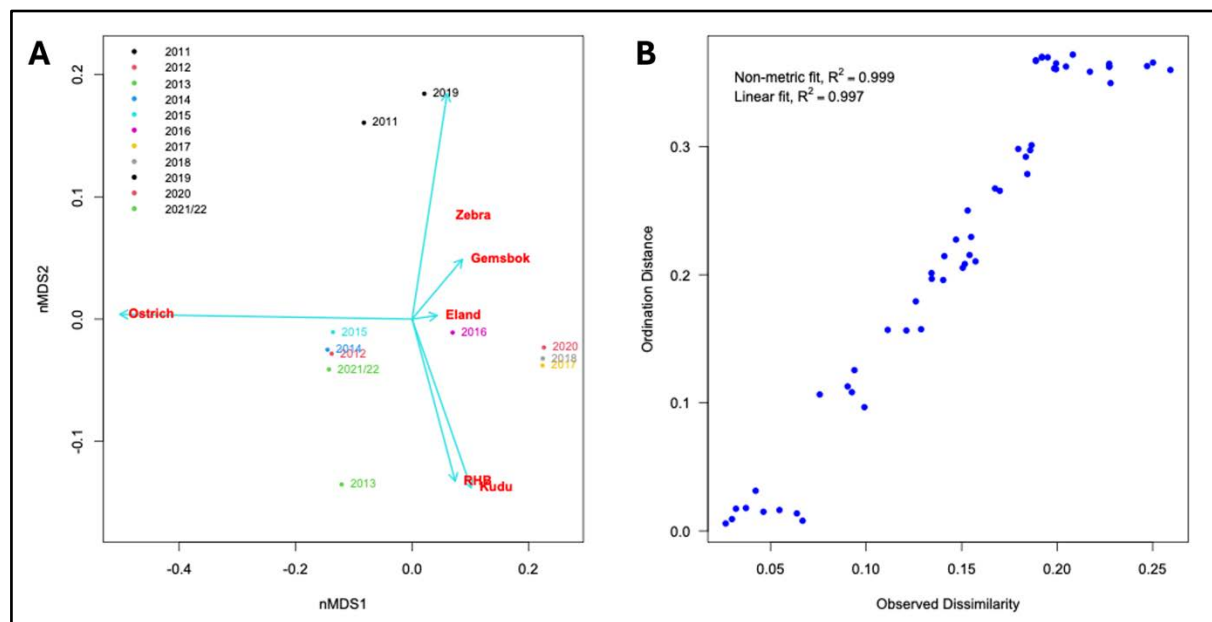 A
2011
2012
2013
2014
2015
2016
2017
2018
2019
2020
2021/22
2019
2011
Zebra
Gemsbok
Ostrich
Eland
2015
2016
2014
2012
2021/22
2020
2018
2017
RHB
Kudu
2013
0.2
0.1
0.0
-0.1
nMDS2
-0.4 -0.2 0.0 0.2
nMDS1
B
Non-metric fit, R² = 0.999
Linear fit, R² = 0.997
0.3
0.2
0.1
0.0
Ordination Distance
0.05 0.10 0.15 0.20 0.25
Observed Dissimilarity